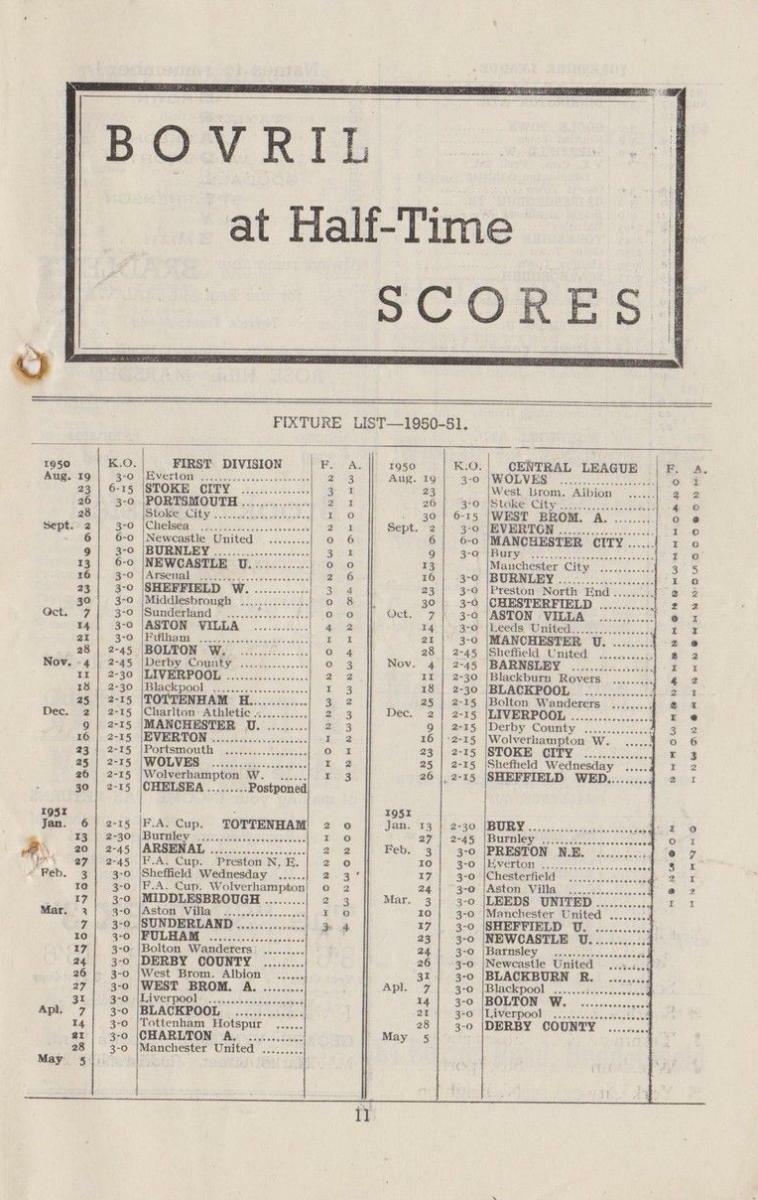 BOVRIL
at Half-Time
SCORES
FIXTURE LIST—1950-51.
1950 K.O. FIRST DIVISION F. A.
Aug. 19 3-0 Everton 2 3
23 6-15 STOKE CITY 3 1
26 3-0 PORTSMOUTH 2 1
28 Stoke City 1 0
Sept. 2 3-0 Chelsea 2 1
6 6-0 Newcastle United 0 6
9 3-0 BURNLEY 3 1
13 6-0 NEWCASTLE U. 0 0
16 3-0 Arsenal 2 6
23 3-0 SHEFFIELD W. 3 4
30 3-0 Middlesbrough 0 8
Oct. 7 3-0 Sunderland 0 0
14 3-0 ASTON VILLA 4 2
21 3-0 Fulham 1 1
28 2-45 BOLTON W. 0 4
Nov. 4 2-45 Derby County 0 3
11 2-30 LIVERPOOL 2 2
18 2-30 Blackpool 1 3
25 2-15 TOTTENHAM H. 3 2
Dec. 2 2-15 Charlton Athletic 2 3
9 2-15 MANCHESTER U. 2 3
16 2-15 EVERTON 1 2
23 2-15 Portsmouth 0 1
25 2-15 WOLVES 1 2
26 2-15 Wolverhampton W. 1 3
30 2-15 CHELSEA Postponed
1951
Jan. 6 2-15 F.A. Cup. TOTTENHAM 2 0
13 2-30 Burnley 1 0
20 2-45 ARSENAL 2 2
27 2-45 F.A. Cup. Preston N. E. 2 0
Feb. 3 3-0 Sheffield Wednesday 2 3
10 3-0 F.A. Cup. Wolverhampton 0 2
17 3-0 MIDDLESBROUGH 2 3
Mar. 3 3-0 Aston Villa 1 0
7 3-0 SUNDERLAND 3 4
10 3-0 FULHAM
17 3-0 Bolton Wanderers
24 3-0 DERBY COUNTY
26 3-0 West Brom. Albion
27 3-0 WEST BROM. A.
31 3-0 Liverpool
Apl. 7 3-0 BLACKPOOL
14 3-0 Tottenham Hotspur
21 3-0 CHARLTON A.
28 3-0 Manchester United
May 5
1950 K.O. CENTRAL LEAGUE F. A.
Aug. 19 3-0 WOLVES 0 1
23 West Brom. Albion 2 2
26 3-0 Stoke City 4 0
30 6-15 WEST BROM. A. 0
Sept. 2 3-0 EVERTON 1 0
6 6-0 MANCHESTER CITY 1 0
9 3-0 Bury 1 0
13 Manchester City 3 5
16 3-0 BURNLEY 1 0
23 3-0 Preston North End 2 2
30 3-0 CHESTERFIELD 2 2
Oct. 7 3-0 ASTON VILLA 0 1
14 3-0 Leeds United 1 1
21 3-0 MANCHESTER U. 2
28 2-45 Sheffield United 2 2
Nov. 4 2-45 BARNSLEY 1 1
11 2-30 Blackburn Rovers 4 2
18 2-30 BLACKPOOL 2 1
25 2-15 Bolton Wanderers 2 1
Dec. 2 2-15 LIVERPOOL 1
9 2-15 Derby County 3 2
16 2-15 Wolverhampton W. 0 6
23 2-15 STOKE CITY 1 3
25 2-15 Sheffield Wednesday 1 2
26 2-15 SHEFFIELD WED. 2 1
1951
Jan. 13 2-30 BURY 1 0
27 2-45 Burnley 0 1
Feb. 3 3-0 PRESTON N.E. 0 7
10 3-0 Everton 1
17 3-0 Chesterfield 2 1
24 3-0 Aston Villa 0 2
Mar. 3 3-0 LEEDS UNITED 1 1
10 3-0 Manchester United
17 3-0 SHEFFIELD U.
23 3-0 NEWCASTLE U.
24 3-0 Barnsley
26 3-0 Newcastle United
31 3-0 BLACKBURN R.
Apl. 7 3-0 Blackpool
14 3-0 BOLTON W.
21 3-0 Liverpool
28 3-0 DERBY COUNTY
May 5
11